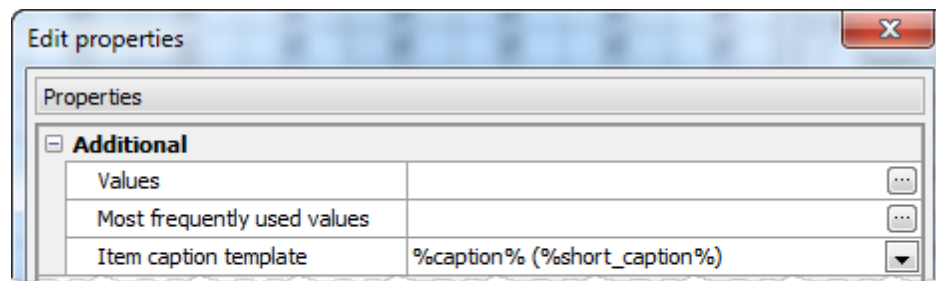 Edit properties
Properties
Additional
Values
Most frequently used values
Item caption template %caption% (%short_caption%)